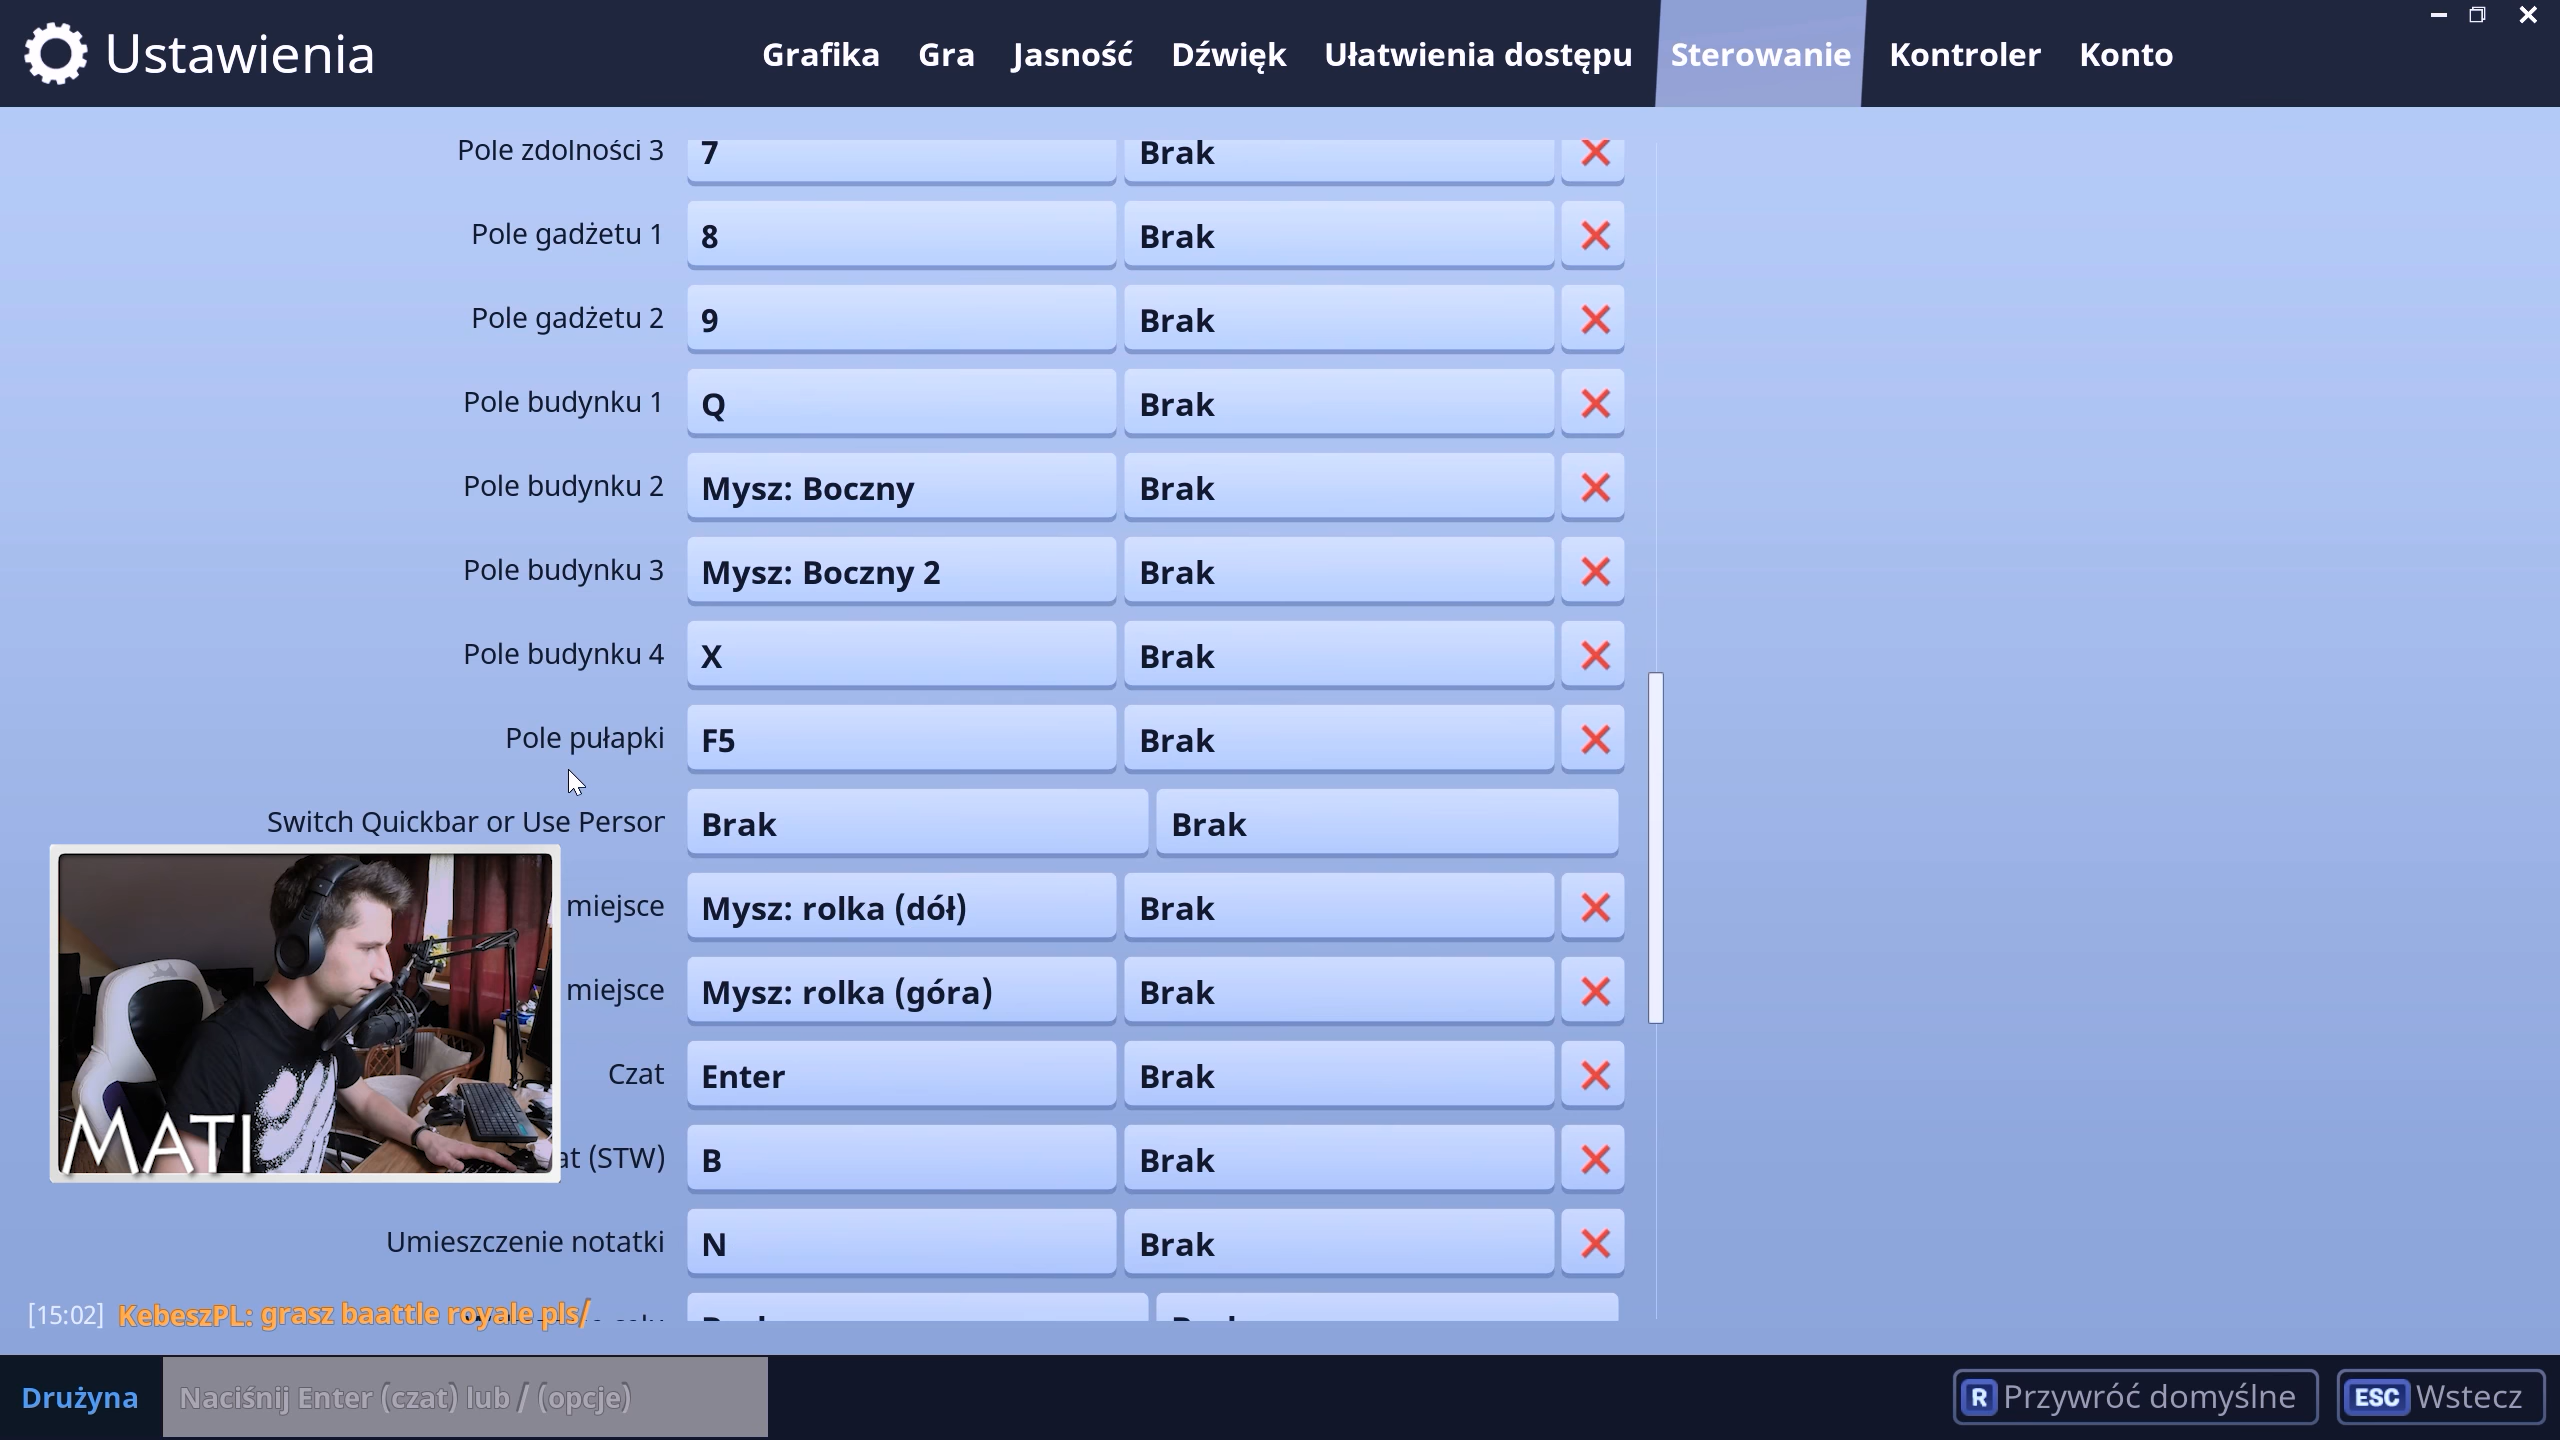 Ustawienia
Grafika Gra Jasność Dźwięk Ułatwienia dostępu Sterowanie Kontroler Konto
Pole zdolności 3 7 Brak
Pole gadżetu 1 8 Brak
Pole gadżetu 2 9 Brak
Pole budynku 1 Q Brak
Pole budynku 2 Mysz: Boczny Brak
Pole budynku 3 Mysz: Boczny 2 Brak
Pole budynku 4 X Brak
Pole pułapki F5 Brak
Switch Quickbar or Use Person Brak Brak
miejsce Mysz: rolka (dół) Brak
miejsce Mysz: rolka (góra) Brak
Czat Enter Brak
at (STW) B Brak
Umieszczenie notatki N Brak
[15:02] KebeszPL: grasz baattle royale pls/
MATI
Drużyna Naciśnij Enter (czat) lub / (opcje) R Przywróć domyślne ESC Wstecz